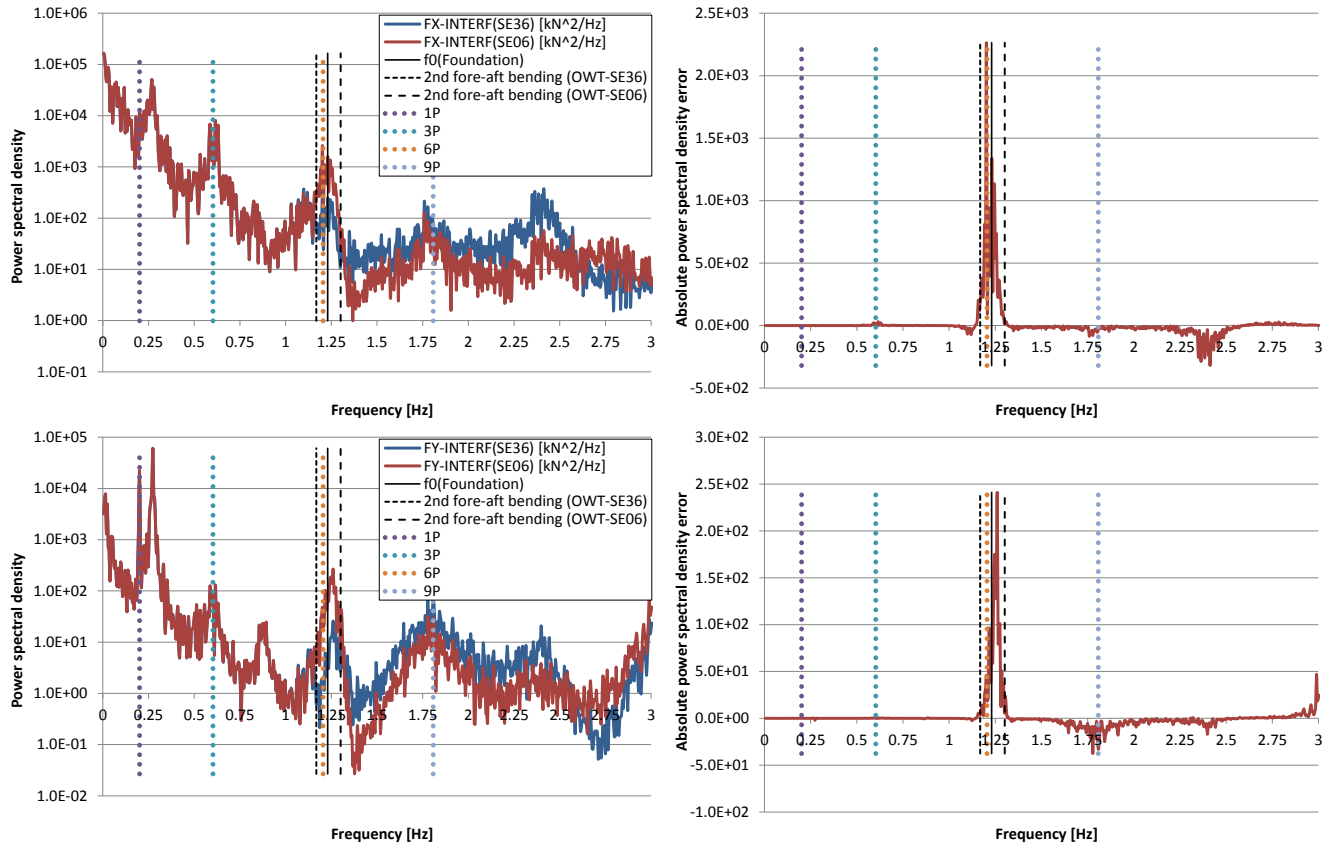 1.0E+06
1.0E+05
1.0E+04
1.0E+03
1.0E+02
1.0E+01
1.0E+00
1.0E-01
Power spectral density
0 0.25 0.5 0.75 1 1.25 1.5 1.75 2 2.25 2.5 2.75 3
Frequency [Hz]
FX-INTERF(SE36) [kN^2/Hz]
FX-INTERF(SE06) [kN^2/Hz]
f0(Foundation)
2nd fore-aft bending (OWT-SE36)
2nd fore-aft bending (OWT-SE06)
1P
3P
6P
9P
2.5E+03
2.0E+03
1.5E+03
1.0E+03
5.0E+02
0.0E+00
-5.0E+02
Absolute power spectral density error
0 0.25 0.5 0.75 1 1.25 1.5 1.75 2 2.25 2.5 2.75 3
Frequency [Hz]
1.0E+05
1.0E+04
1.0E+03
1.0E+02
1.0E+01
1.0E+00
1.0E-01
1.0E-02
Power spectral density
0 0.25 0.5 0.75 1 1.25 1.5 1.75 2 2.25 2.5 2.75 3
Frequency [Hz]
FY-INTERF(SE36) [kN^2/Hz]
FY-INTERF(SE06) [kN^2/Hz]
f0(Foundation)
2nd fore-aft bending (OWT-SE36)
2nd fore-aft bending (OWT-SE06)
1P
3P
6P
9P
3.0E+02
2.5E+02
2.0E+02
1.5E+02
1.0E+02
5.0E+01
0.0E+00
-5.0E+01
-1.0E+02
Absolute power spectral density error
0 0.25 0.5 0.75 1 1.25 1.5 1.75 2 2.25 2.5 2.75 3
Frequency [Hz]